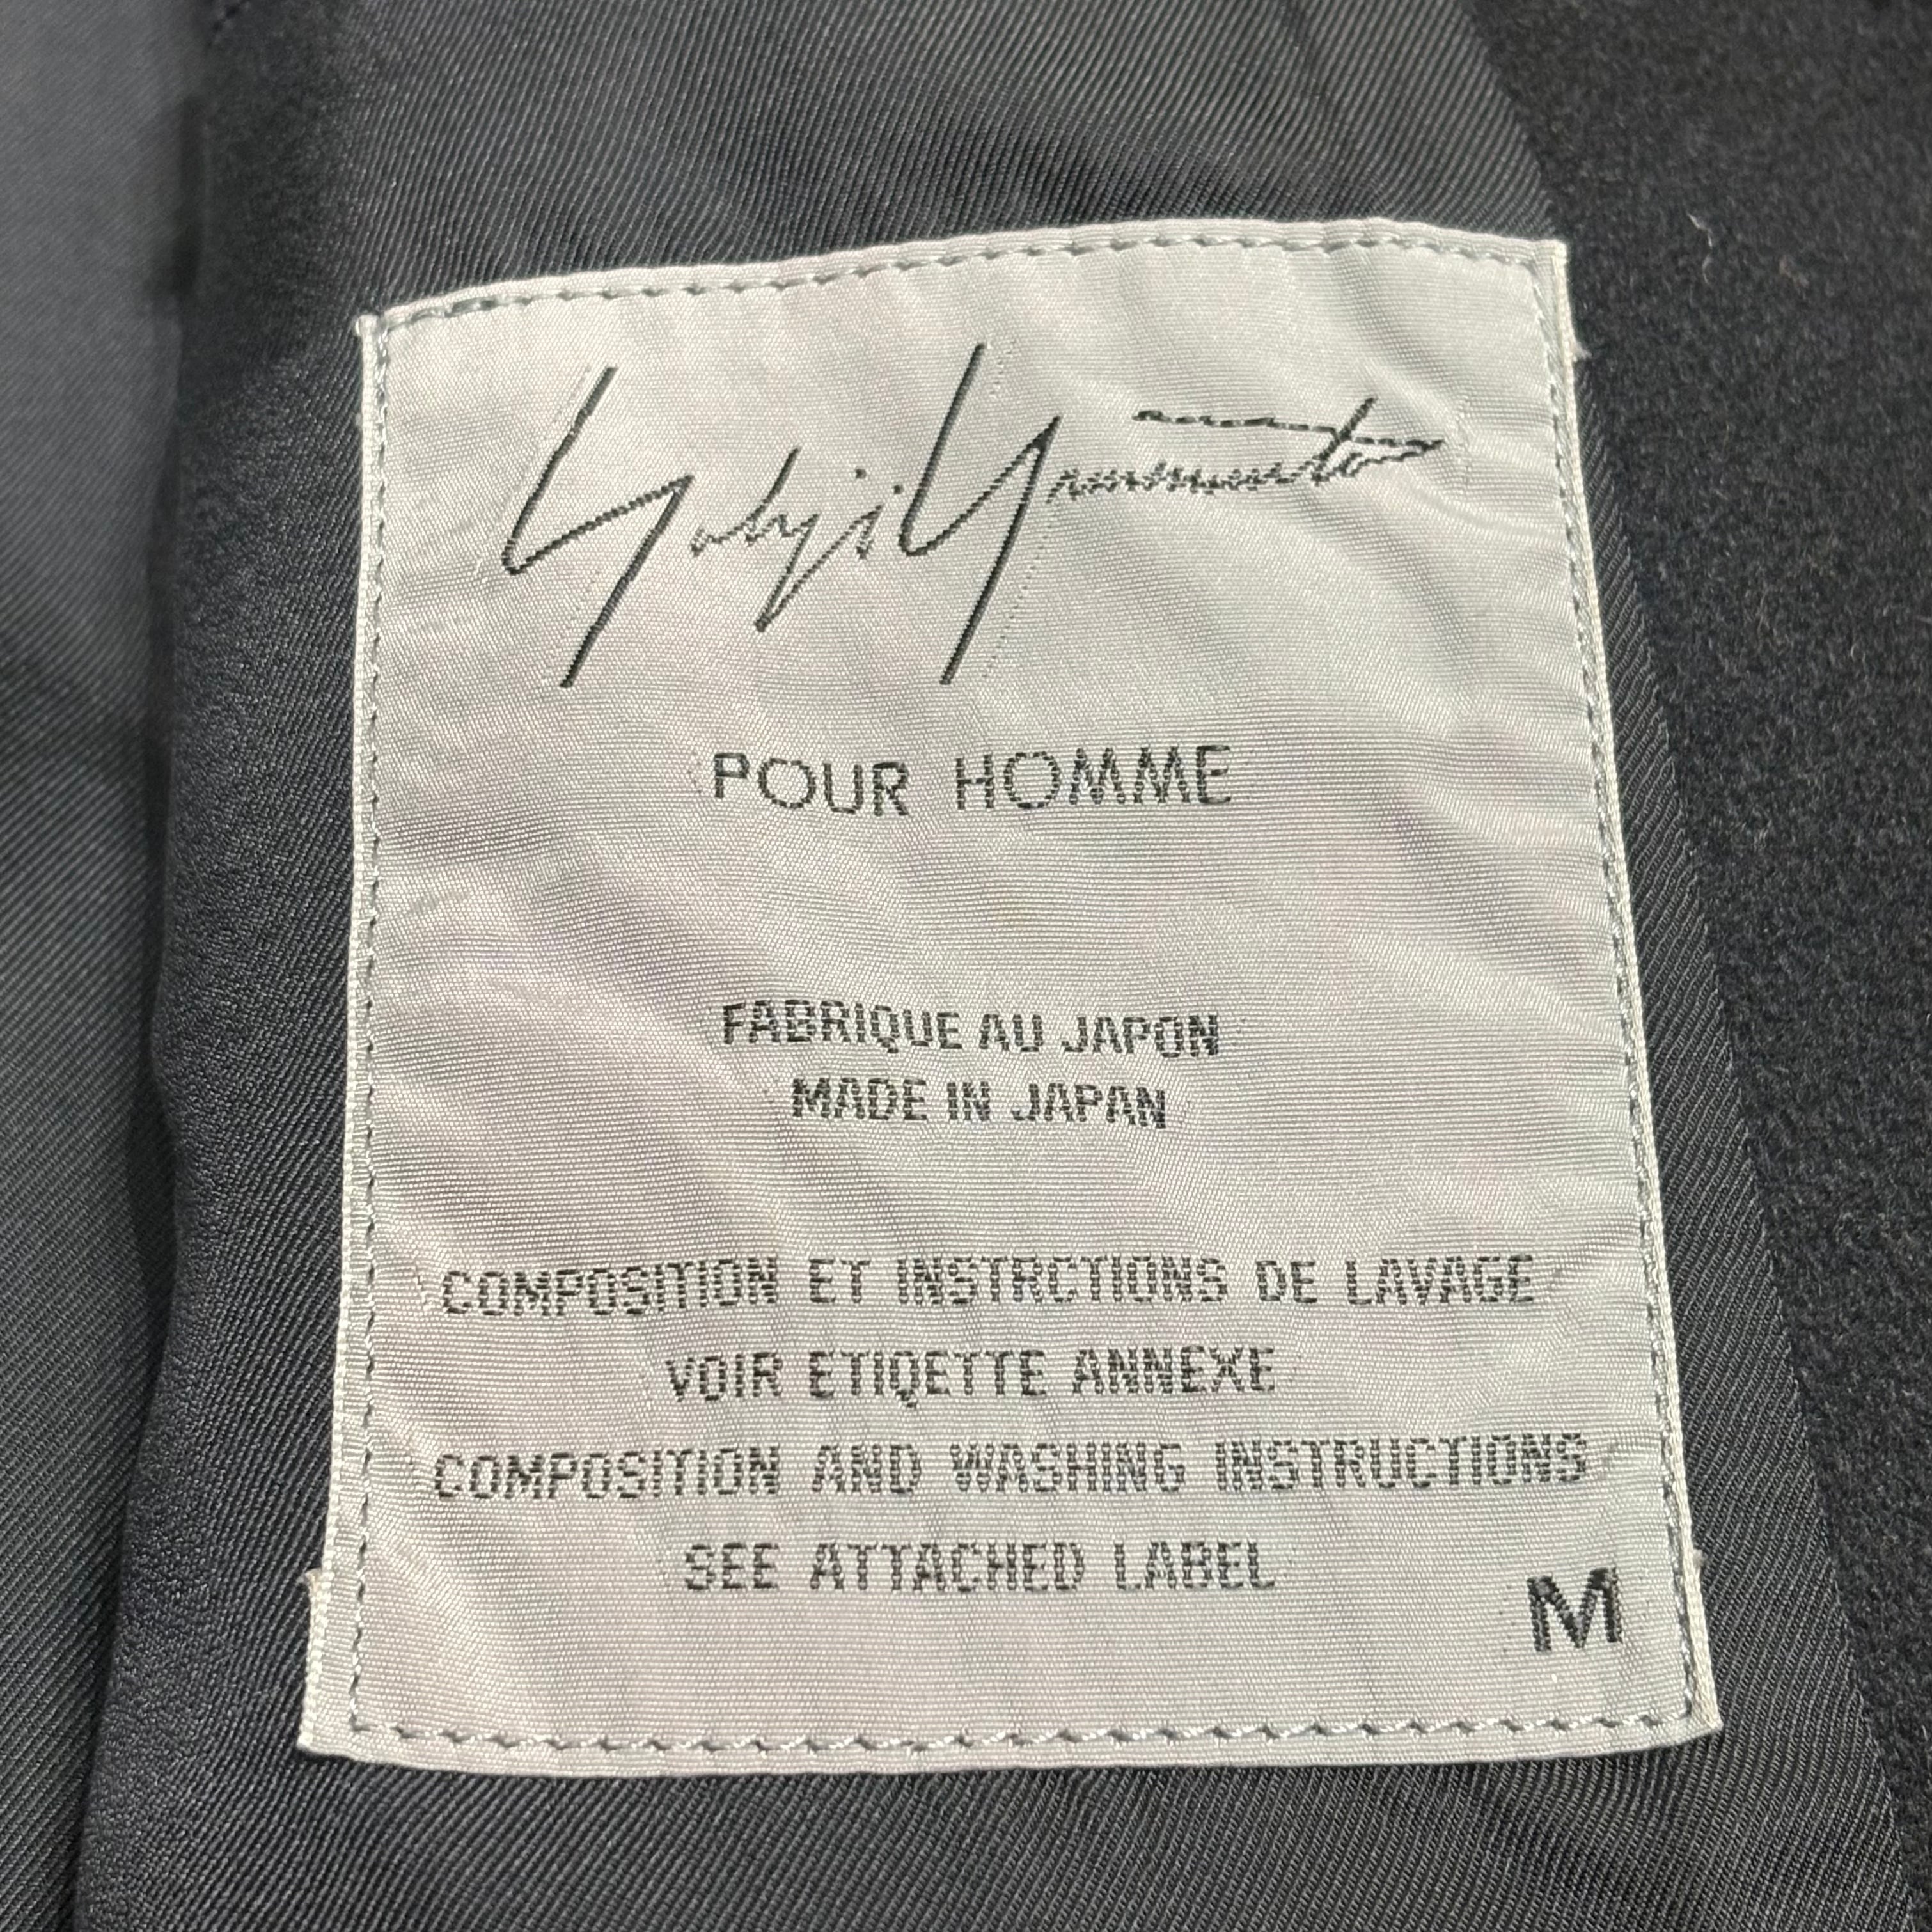 Yohji Yamamoto
POUR HOMME
FABRIQUE AU JAPON
MADE IN JAPAN
COMPOSITION ET INSTRCTIONS DE LAVAGE
VOIR ETIQETTE ANNEXE
COMPOSITION AND WASHING INSTRUCTIONS
SEE ATTACHED LABEL
M